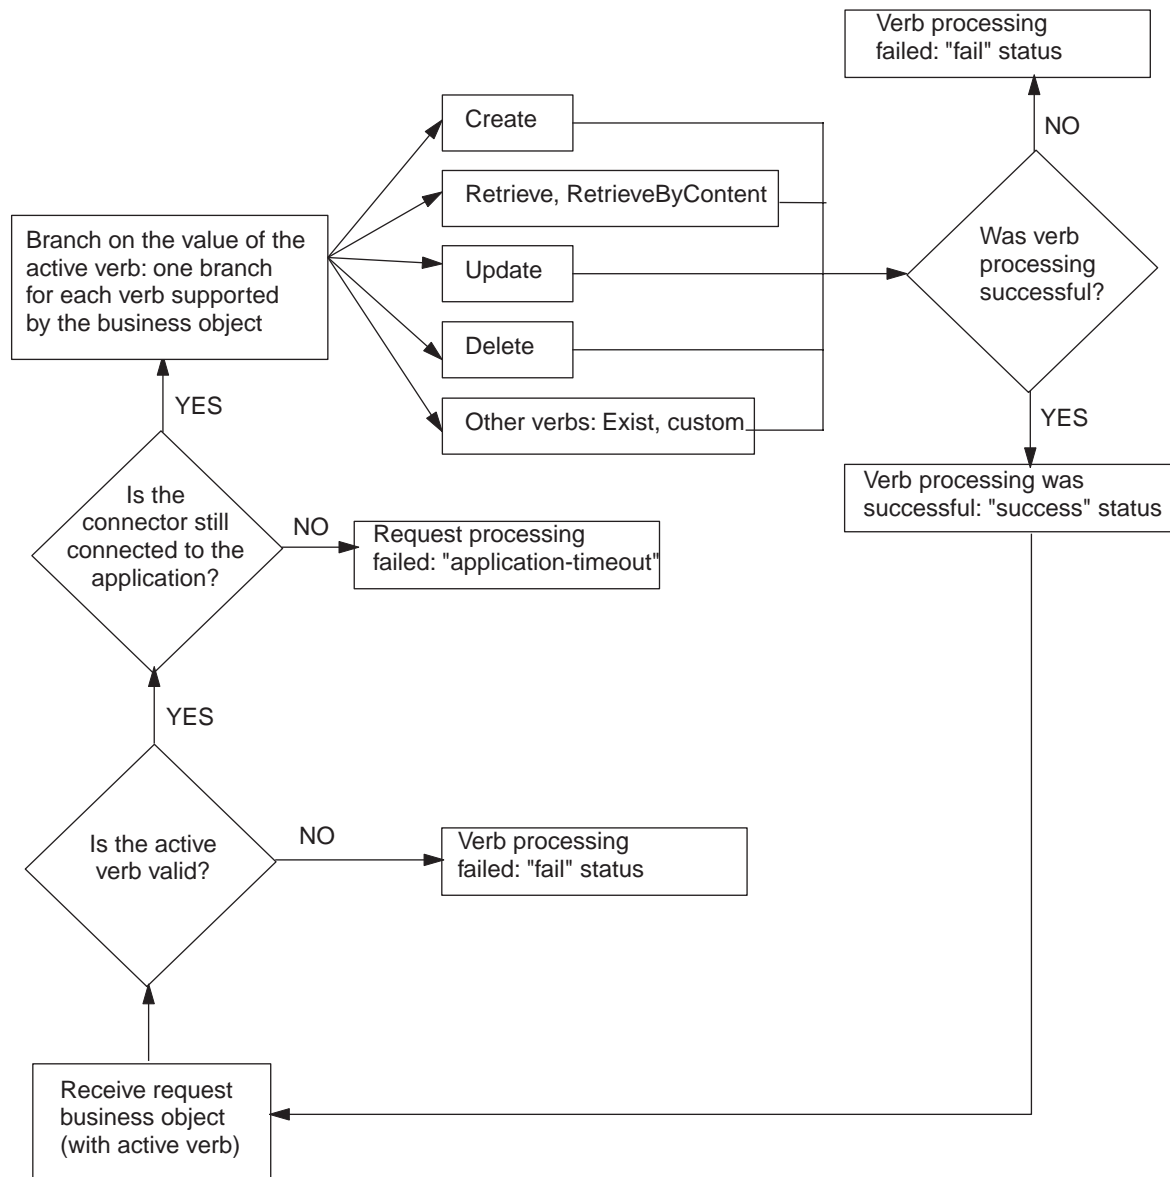 Verb processing
failed: "fail" status
NO
Create
Retrieve, RetrieveByContent
Update
Delete
Other verbs: Exist, custom
Branch on the value of the
active verb: one branch
for each verb supported
by the business object
Was verb
processing
successful?
YES
YES
Verb processing was
successful: "success" status
Is the
connector still
connected to the
application?
NO
Request processing
failed: "application-timeout"
YES
Is the active
verb valid?
NO
Verb processing
failed: "fail" status
Receive request
business object
(with active verb)